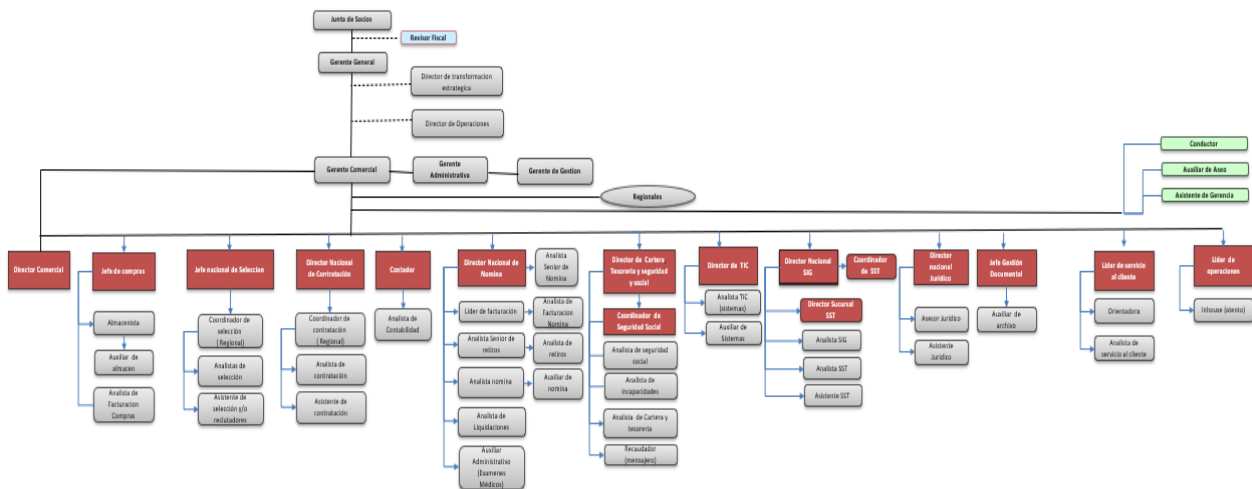 Junta de Socios
Revisor Fiscal
Gerente General
Director de transformacion
estrategica
Director de Operaciones
Conductor
Gerente Comercial
Gerente
Administrativa
Gerente de Gestion
Auxiliar de Aseo
Asistente de Gerencia
Regionales
Director Comercial
Jefe de compras
Jefe nacional de Seleccion
Director Nacional
de Contratación
Contador
Director Nacional de
Nomina
Analista
Senior de
Nomina
Director de Cartera
Tesoreria y seguridad
y social
Director de TIC
Director Nacional
SIG
Coordinador
de SST
Director
nacional
Jurídico
Jefe Gestión
Documental
Lider de servicio
al cliente
Lider de
operaciones
Almacenista
Auxiliar de
almacen
Analista de
Facturacion
Compras
Coordinador de
selección
( Regional)
Analistas de
selección
Asistente de
selección y/o
reclutadores
Coordinador de
contratación
( Regional)
Analista de
contratación
Asistente de
contratación
Analista de
Contabilidad
Lider de facturación
Analista de
Facturacion
Nomina
Analista Senior de
retiros
Analista de
retiros
Analista nomina
Auxiliar de
nomina
Analista de
Liquidaciones
Auxiliar
Administrativo
(Examenes
Médicos)
Coordinador de
Seguridad Social
Analista de seguridad
social
Analista de
incapacidades
Analista de Cartera y
tesoreria
Recaudador
(mensajero)
Analista TIC
(sistemas)
Auxiliar de
Sistemas
Director Sucursal
SST
Analista SIG
Analista SST
Asistente SST
Asesor Jurídico
Asistente
Jurídico
Auxiliar de
archivo
Orientadora
Analista de
servicio al cliente
Inhouse (atento)